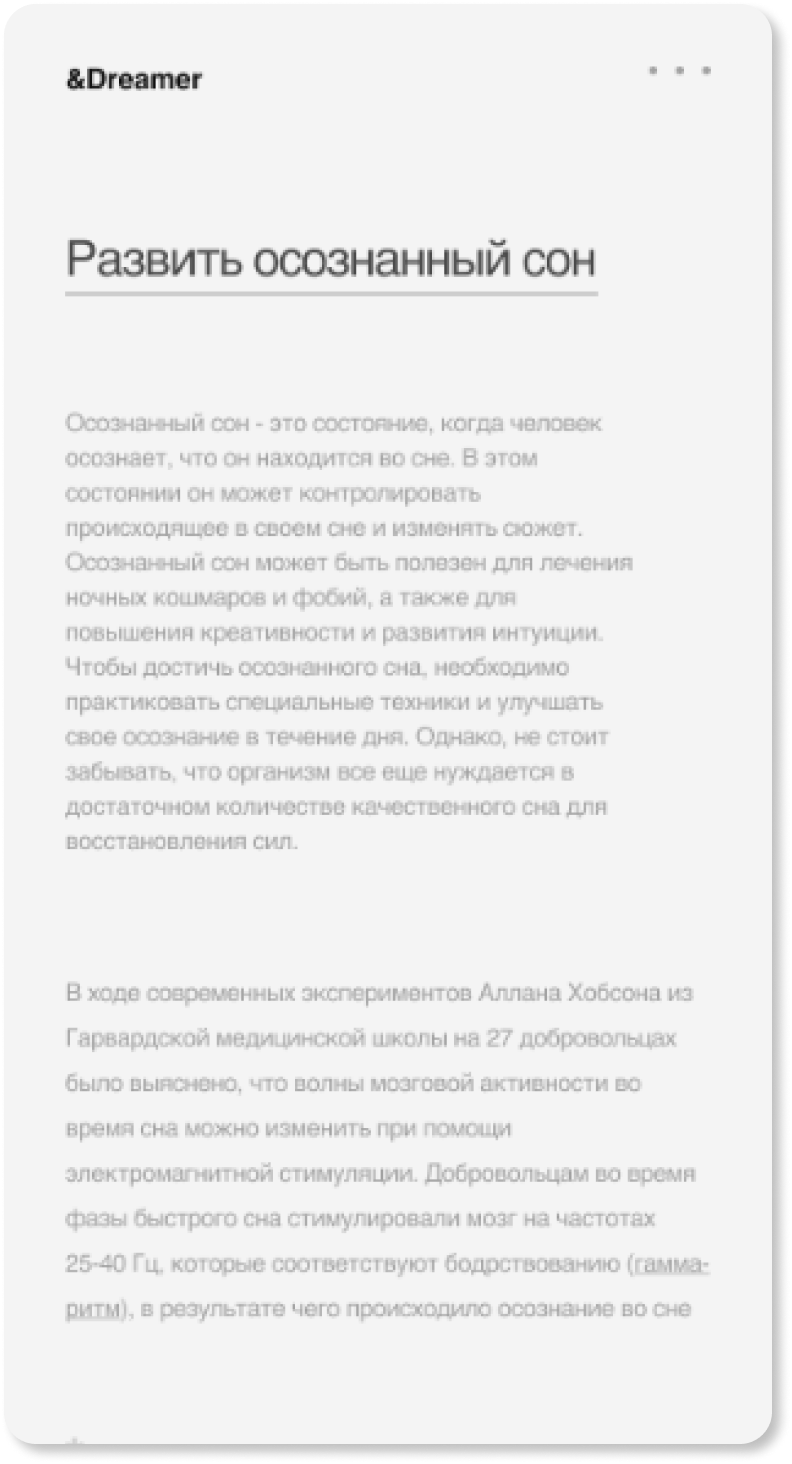 &Dreamer
Развить осознанный сон
Осознанный сон - это состояние, когда человек
осознает, что он находится во сне. В этом
состоянии он может контролировать
происходящее в своем сне и изменять сюжет.
Осознанный сон может быть полезен для лечения
ночных кошмаров и фобий, а также для
повышения креативности и развития интуиции.
Чтобы достичь осознанного сна, необходимо
практиковать специальные техники и улучшать
свое осознание в течение дня. Однако, не стоит
забывать, что организм все еще нуждается в
достаточном количестве качественного сна для
восстановления сил.
В ходе современных экспериментов Аллана Хобсона из
Гарвардской медицинской школы на 27 добровольцах
было выяснено, что волны мозговой активности во
время сна можно изменить при помощи
электромагнитной стимуляции. Добровольцам во время
фазы быстрого сна стимулировали мозг на частотах
25-40 Гц, которые соответствуют бодрствованию (гамма-
ритм), в результате чего происходило осознание во сне